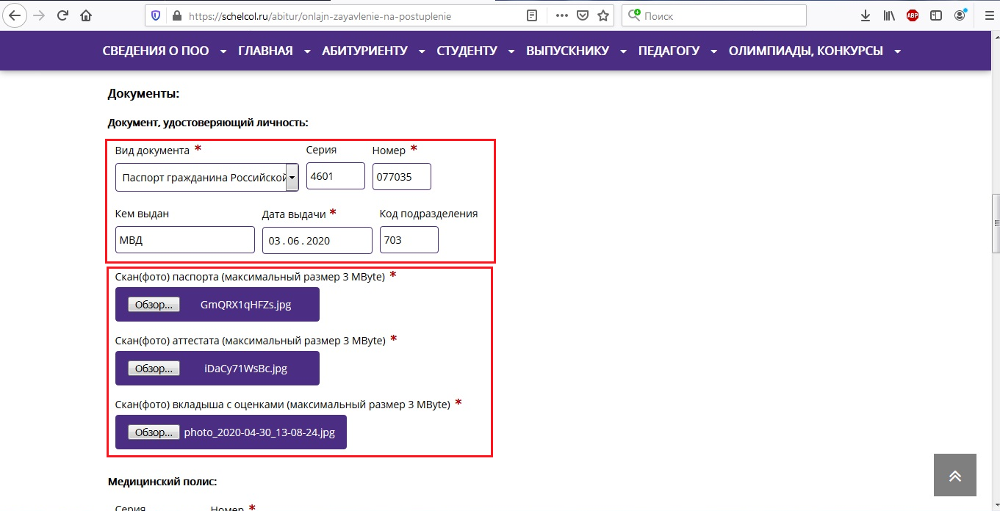 https://schelcol.ru/abitur/onlajn-zayavlenie-na-postuplenie
Поиск
ABP
СВЕДЕНИЯ О ПОО ГЛАВНАЯ АБИТУРИЕНТУ СТУДЕНТУ ВЫПУСКНИКУ ПЕДАГОГУ ОЛИМПИАДЫ, КОНКУРСЫ
Документы:
Документ, удостоверяющий личность:
Вид документа * Серия Номер *
Паспорт гражданина Российской 4601 077035
Кем выдан Дата выдачи * Код подразделения
МВД 03.06.2020 703
Скан(фото) паспорта (максимальный размер 3 MByte) *
Обзор... GmQRX1qHFZs.jpg
Скан(фото) аттестата (максимальный размер 3 MByte) *
Обзор... iDaCy71WsBc.jpg
Скан(фото) вкладыша с оценками (максимальный размер 3 MByte) *
Обзор... photo_2020-04-30_13-08-24.jpg
Медицинский полис:
Серия Номер *